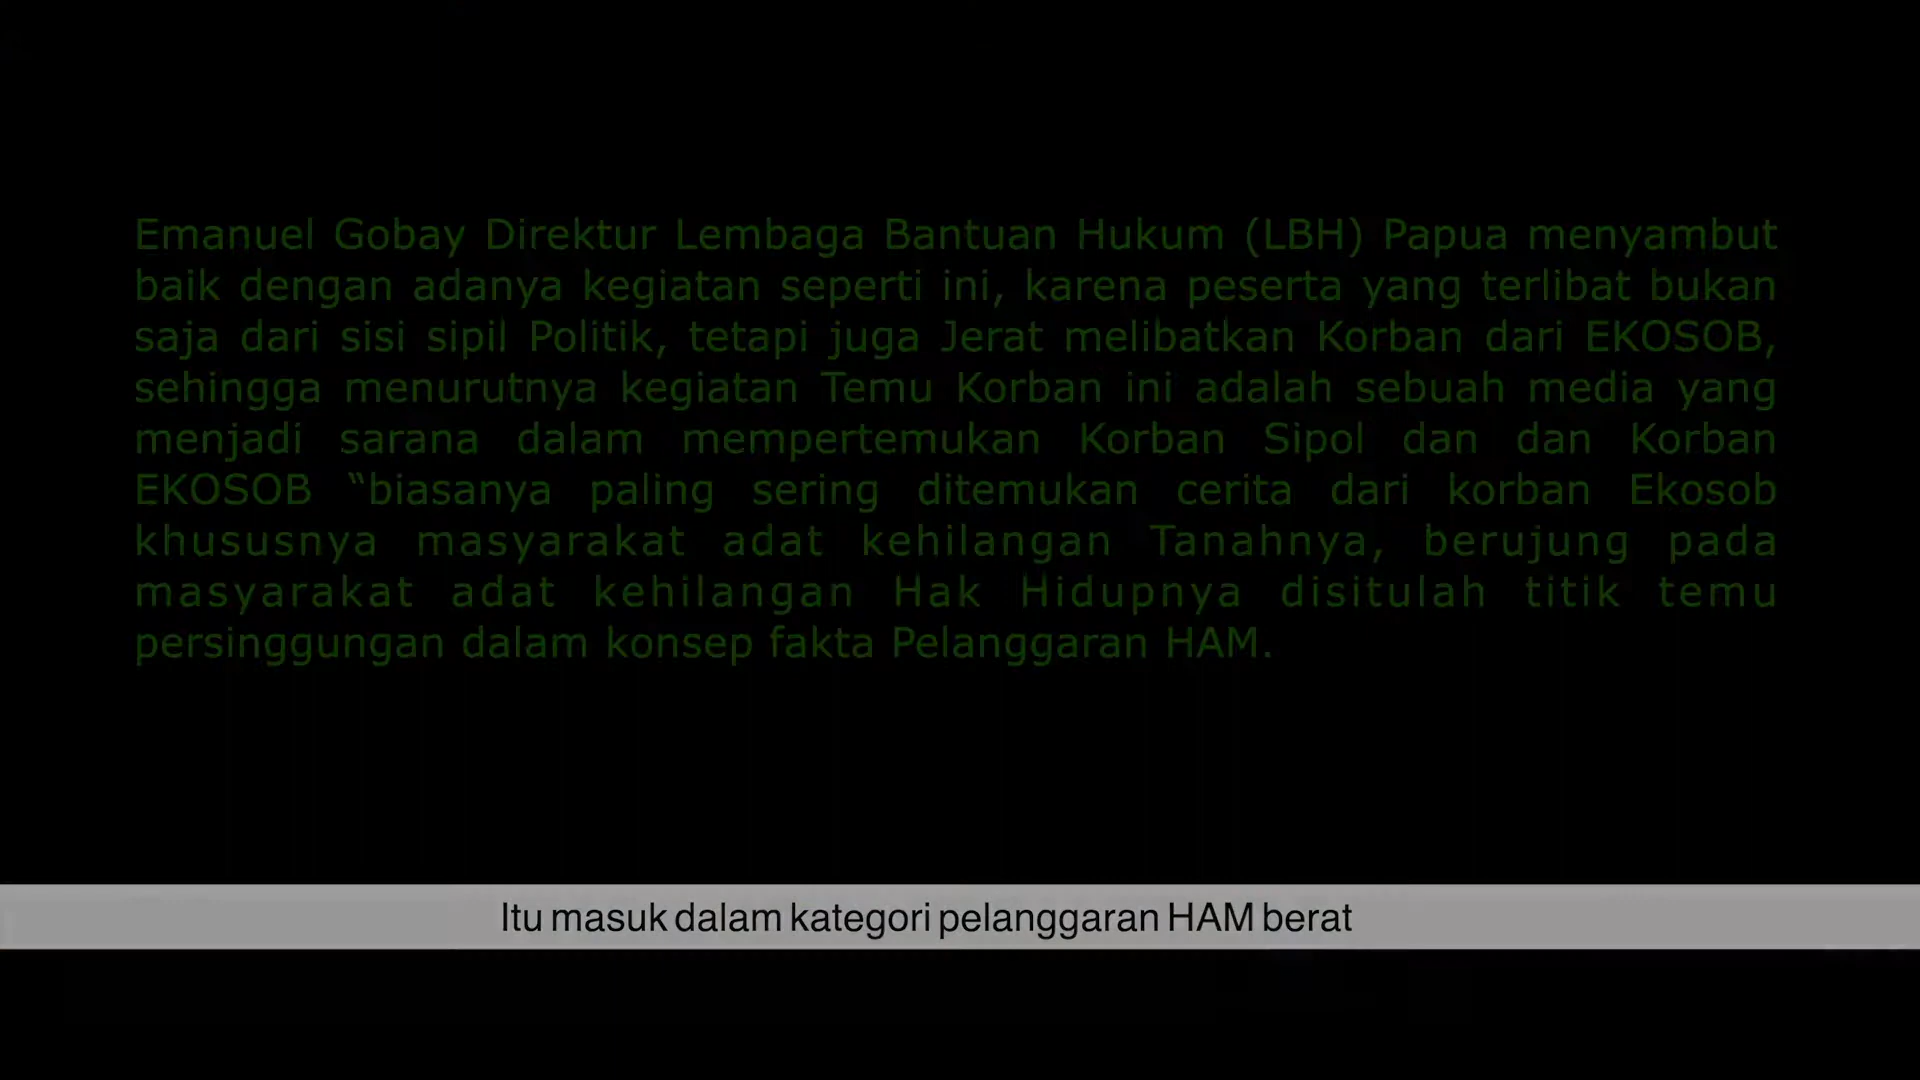 Emanuel Gobay Direktur Lembaga Bantuan Hukum (LBH) Papua menyambut
baik dengan adanya kegiatan seperti ini, karena peserta yang terlibat bukan
saja dari sisi sipil Politik, tetapi juga Jerat melibatkan Korban dari EKOSOB,
sehingga menurutnya kegiatan Temu Korban ini adalah sebuah media yang
menjadi sarana dalam mempertemukan Korban Sipol dan dan Korban
EKOSOB “biasanya paling sering ditemukan cerita dari korban Ekosob
khususnya masyarakat adat kehilangan Tanahnya, berujung pada
masyarakat adat kehilangan Hak Hidupnya disitulah titik temu
persinggungan dalam konsep fakta Pelanggaran HAM.
Itu masuk dalam kategori pelanggaran HAM berat